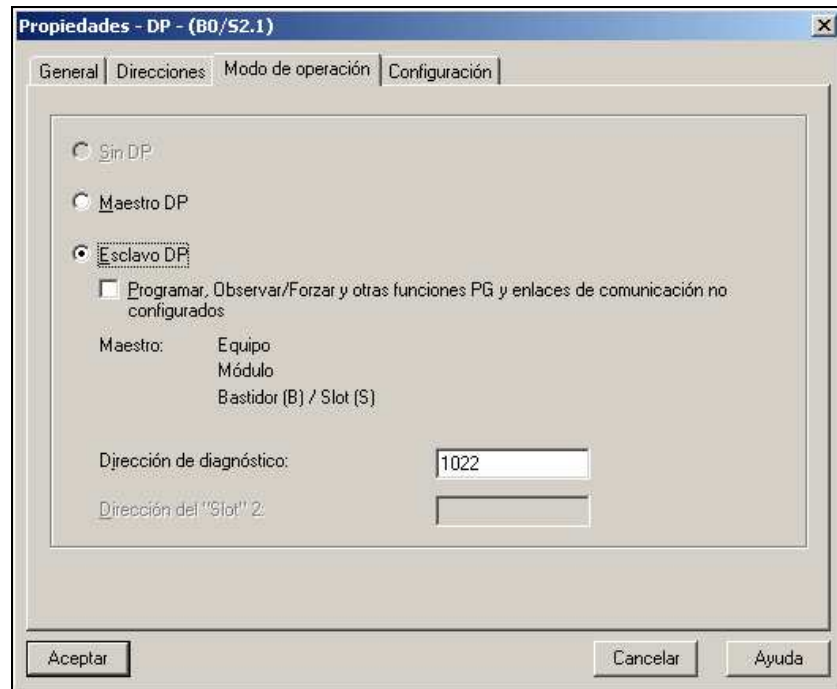 Propiedades - DP - (B0/S2.1)
General Direcciones Modo de operación Configuración
Sin DP
Maestro DP
Esclavo DP
Programar, Observar/Forzar y otras funciones PG y enlaces de comunicación no
configurados
Maestro: Equipo
Módulo
Bastidor (B) / Slot (S)
Dirección de diagnóstico: 1022
Dirección del "Slot" 2:
Aceptar Cancelar Ayuda